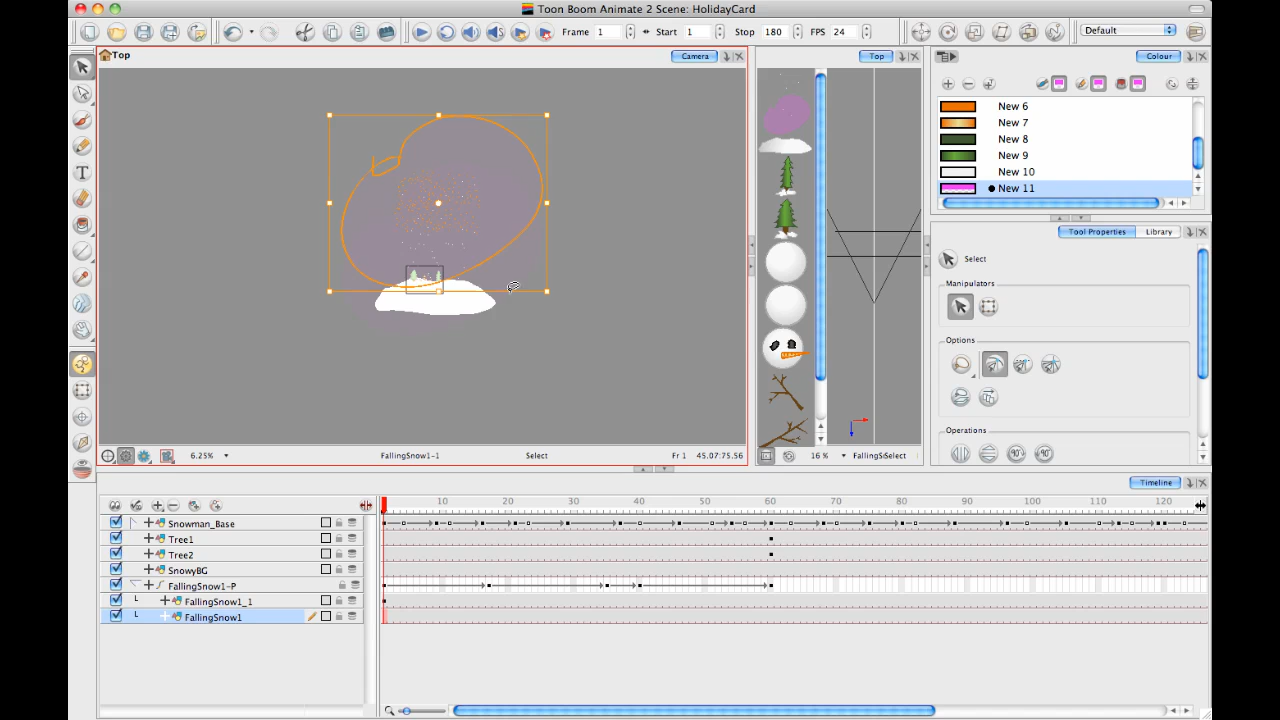 Toon Boom Animate 2 Scene: HolidayCard
Frame 1 Start 1 Stop 180 FPS 24 Default
Top Camera Top Colour
New 6
New 7
New 8
New 9
New 10
New 11
Tool Properties Library
Select
Manipulators
Options
Operations
6.25% FallingSnow1-1 Select Fr 1 45.07:75.56 16 % FallingS Select
Timeline
10 20 30 40 50 60 70 80 90 100 110 120
Snowman_Base
Tree1
Tree2
SnowyBG
FallingSnow1-P
FallingSnow1_1
FallingSnow1